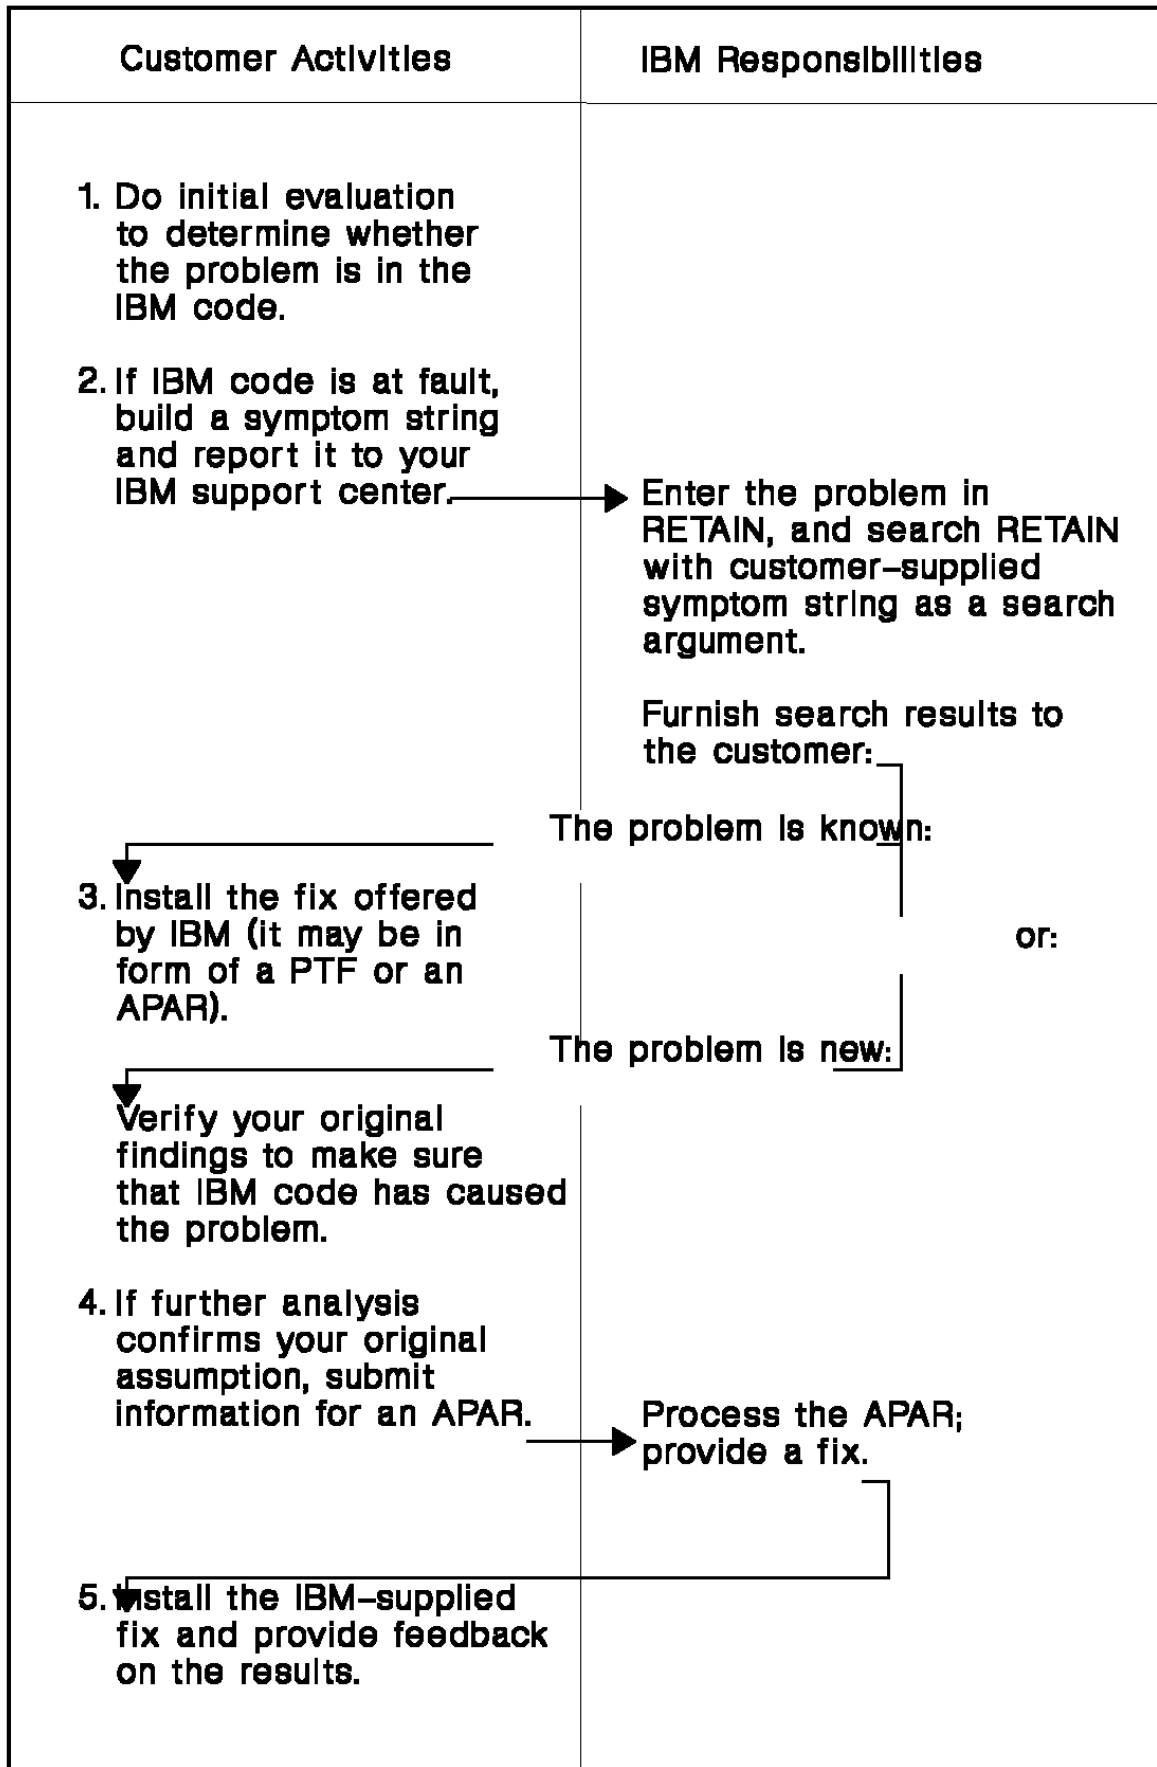 Customer Activities
IBM Responsibilities
1. Do initial evaluation
to determine whether
the problem is in the
IBM code.
2. If IBM code is at fault,
build a symptom string
and report it to your
IBM support center.
Enter the problem in
RETAIN, and search RETAIN
with customer-supplied
symptom string as a search
argument.
Furnish search results to
the customer:
The problem is known:
3. Install the fix offered
by IBM (it may be in
form of a PTF or an
APAR).
or:
The problem is new:
Verify your original
findings to make sure
that IBM code has caused
the problem.
4. If further analysis
confirms your original
assumption, submit
information for an APAR.
Process the APAR;
provide a fix.
5. Install the IBM-supplied
fix and provide feedback
on the results.